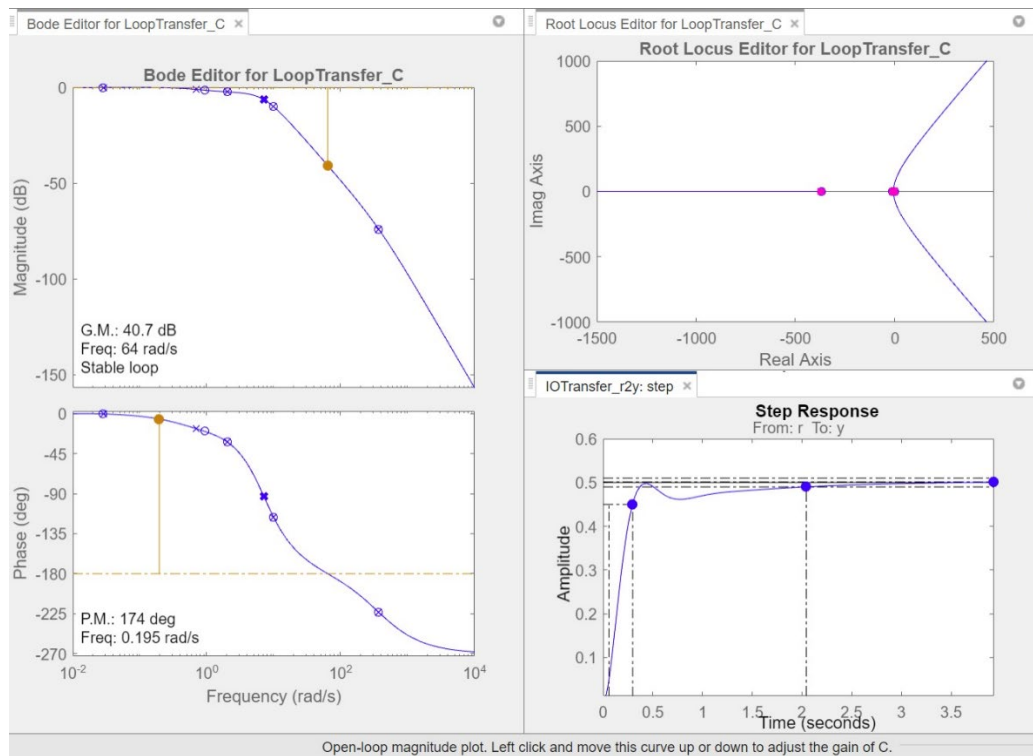 Bode Editor for LoopTransfer_C
Bode Editor for LoopTransfer_C
0
-50
-100
-150
Magnitude (dB)
G.M.: 40.7 dB
Freq: 64 rad/s
Stable loop
0
-45
-90
-135
-180
-225
-270
Phase (deg)
P.M.: 174 deg
Freq: 0.195 rad/s
10-2 100 102 104
Frequency (rad/s)
Root Locus Editor for LoopTransfer_C
Root Locus Editor for LoopTransfer_C
1000
500
0
-500
-1000
Imag Axis
-1500 -1000 -500 0 500
Real Axis
IOTransfer_r2y: step
Step Response
From: r To: y
0.6
0.5
0.4
0.3
0.2
0.1
Amplitude
0 0.5 1 1.5 2 2.5 3 3.5
Time (seconds)
Open-loop magnitude plot. Left click and move this curve up or down to adjust the gain of C.